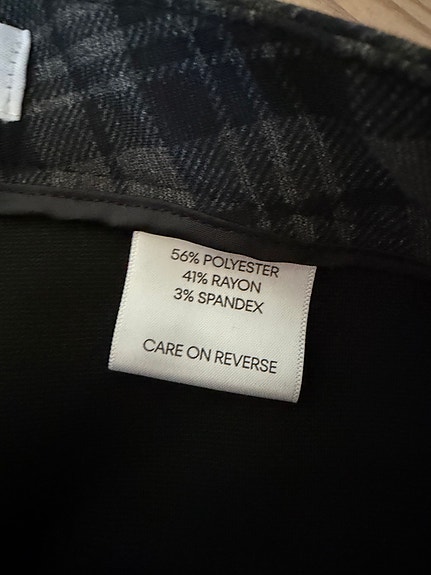 56% POLYESTER
41% RAYON
3% SPANDEX
CARE ON REVERSE